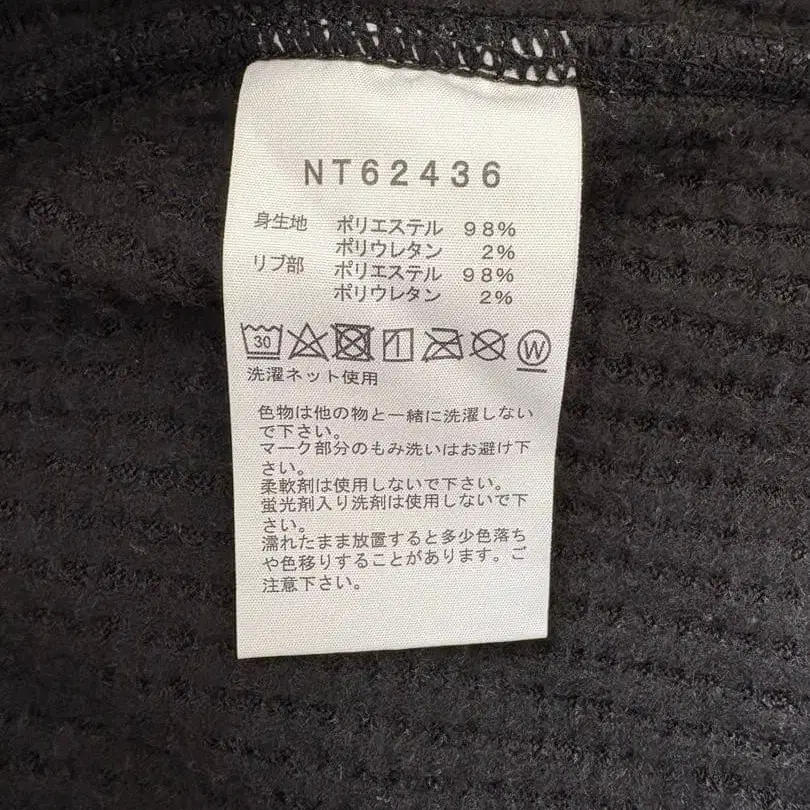 NT62436
身生地 ポリエステル 98%
ポリウレタン 2%
リブ部 ポリエステル 98%
ポリウレタン 2%
30 W
洗濯ネット使用
色物は他の物と一緒に洗濯しない
で下さい。
マーク部分のもみ洗いはお避け下
さい。
柔軟剤は使用しないで下さい。
蛍光剤入り洗剤は使用しないで下
さい。
濡れたまま放置すると多少色落ち
や色移りすることがあります。ご
注意下さい。